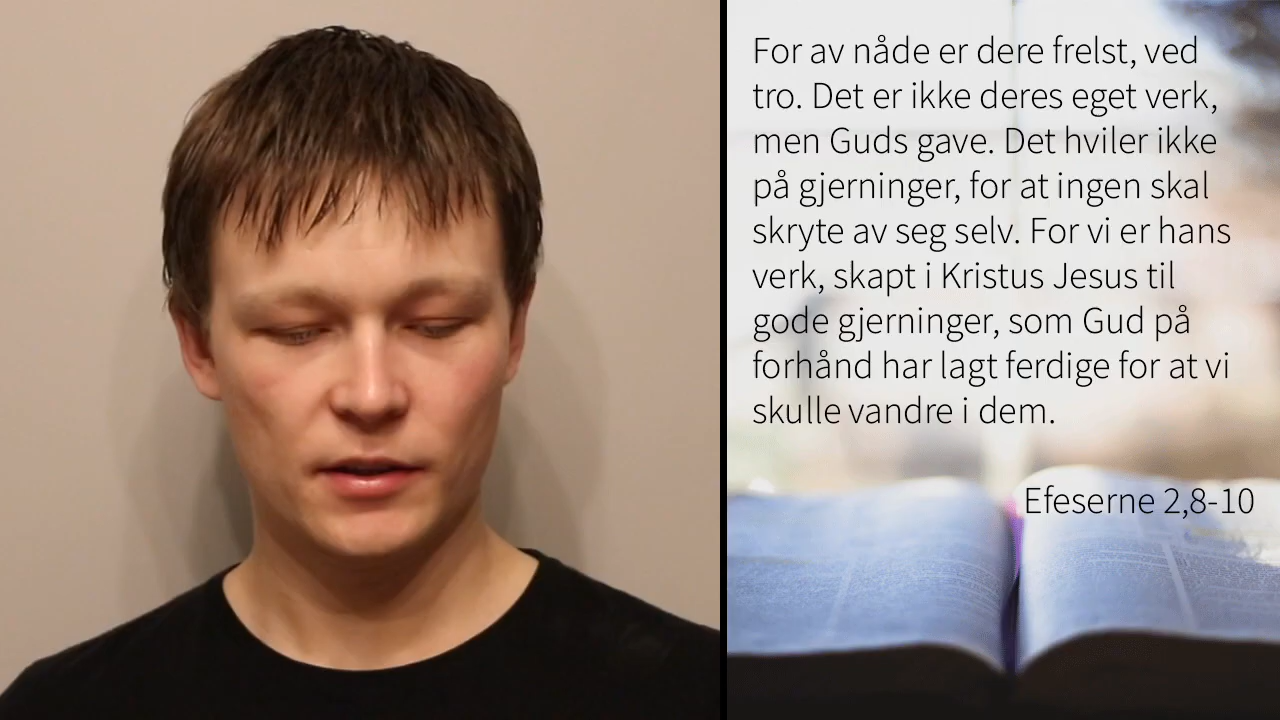 For av nåde er dere frelst, ved
tro. Det er ikke deres eget verk,
men Guds gave. Det hviler ikke
på gjerninger, for at ingen skal
skryte av seg selv. For vi er hans
verk, skapt i Kristus Jesus til
gode gjerninger, som Gud på
forhånd har lagt ferdige for at vi
skulle vandre i dem.
Efeserne 2,8-10